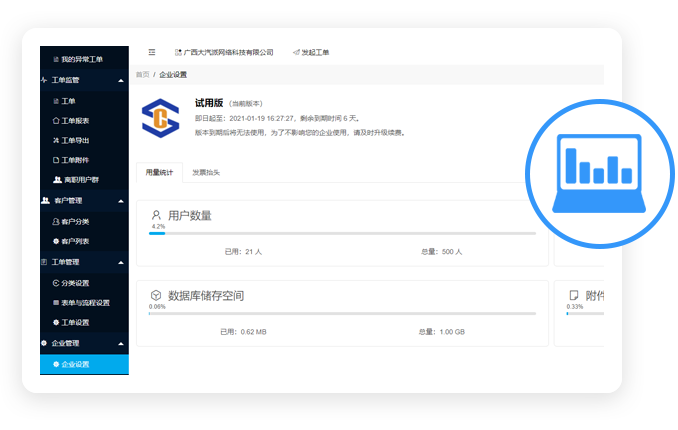 我的异常工单
工单监管
工单
工单报表
工单导出
工单附件
离职用户群
客户管理
客户分类
客户列表
工单管理
分类设置
表单与流程设置
工单设置
企业管理
企业设置
广西大汽派网络科技有限公司 发起工单
首页 / 企业设置
试用版 (当前版本)
即日起至：2021-01-19 16:27:27，剩余到期时间 6 天。
版本到期后将无法使用，为了不影响您的企业使用，请及时升级续费。
用量统计 发票抬头
用户数量
4.2%
已用：21 人 总量：500 人
数据库储存空间
0.06%
已用：0.62 MB 总量：1.00 GB
附件
0.33%